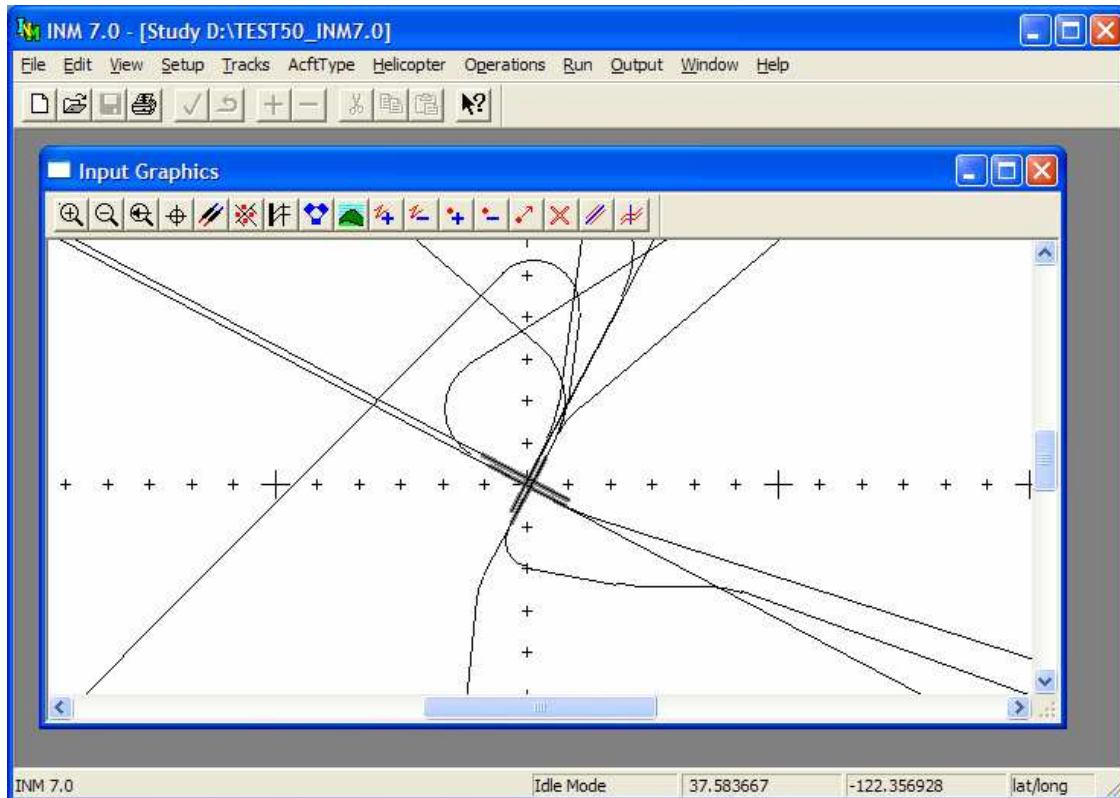 INM 7.0 - [Study D:\TEST50_INM7.0]
File Edit View Setup Tracks AcftType Helicopter Operations Run Output Window Help
Input Graphics
INM 7.0 Idle Mode 37.583667 -122.356928 lat/long